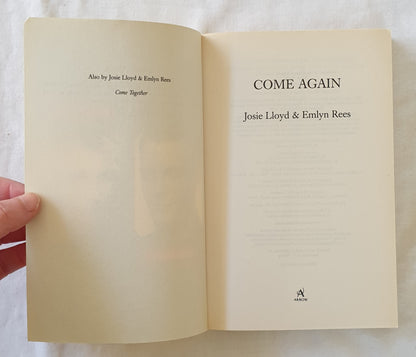 Also by Josie Lloyd & Emlyn Rees
Come Together
COME AGAIN
Josie Lloyd & Emlyn Rees
ARROW